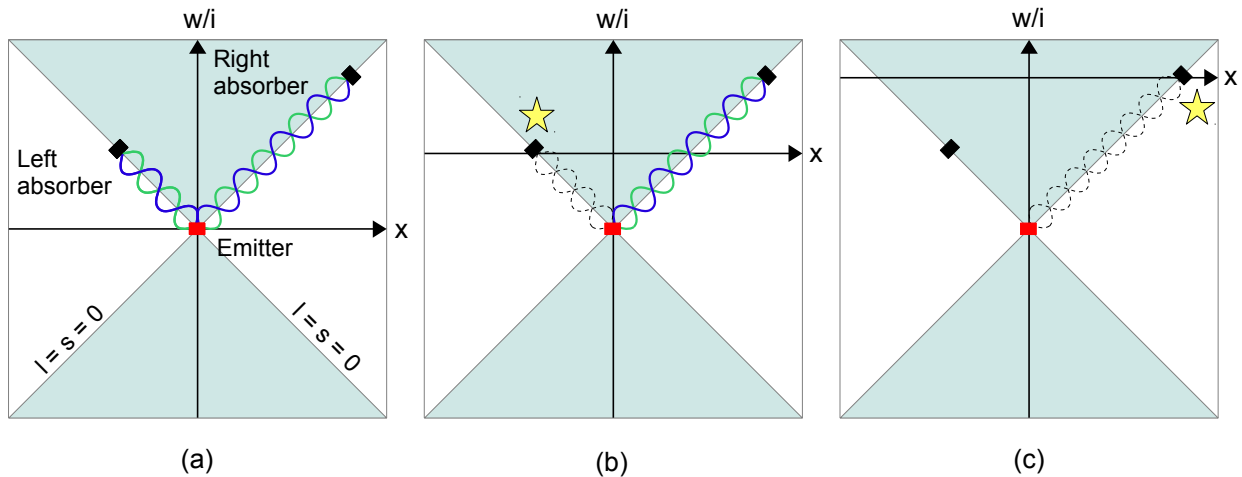 w/i
Right
absorber
Left
absorber
x
Emitter
l = s = 0
l = s = 0
(a)
w/i
x
(b)
w/i
x
(c)